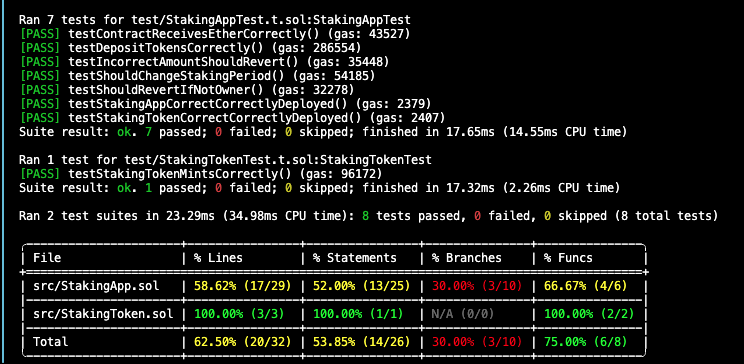 Ran 7 tests for test/StakingAppTest.t.sol:StakingAppTest
[PASS] testContractReceivesEtherCorrectly() (gas: 43527)
[PASS] testDepositTokensCorrectly() (gas: 286554)
[PASS] testIncorrectAmountShouldRevert() (gas: 35448)
[PASS] testShouldChangeStakingPeriod() (gas: 54185)
[PASS] testShouldRevertIfNotOwner() (gas: 32278)
[PASS] testStakingAppCorrectCorrectlyDeployed() (gas: 2379)
[PASS] testStakingTokenCorrectCorrectlyDeployed() (gas: 2407)
Suite result: ok. 7 passed; 0 failed; 0 skipped; finished in 17.65ms (14.55ms CPU time)
Ran 1 test for test/StakingTokenTest.t.sol:StakingTokenTest
[PASS] testStakingTokenMintsCorrectly() (gas: 96172)
Suite result: ok. 1 passed; 0 failed; 0 skipped; finished in 17.32ms (2.26ms CPU time)
Ran 2 test suites in 23.29ms (34.98ms CPU time): 8 tests passed, 0 failed, 0 skipped (8 total tests)
| File | % Lines | % Statements | % Branches | % Funcs |
| src/StakingApp.sol | 58.62% (17/29) | 52.00% (13/25) | 30.00% (3/10) | 66.67% (4/6) |
| src/StakingToken.sol | 100.00% (3/3) | 100.00% (1/1) | N/A (0/0) | 100.00% (2/2) |
| Total | 62.50% (20/32) | 53.85% (14/26) | 30.00% (3/10) | 75.00% (6/8) |